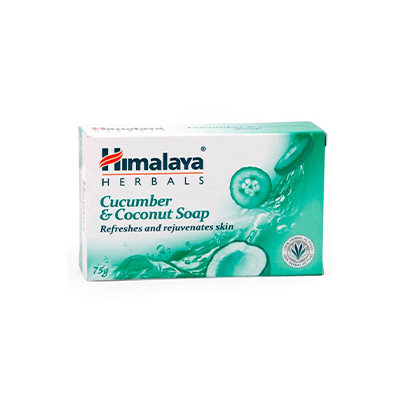 Himalaya®
HERBALS
Cucumber
& Coconut Soap
Refreshes and rejuvenates skin
75g